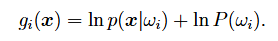 gᵢ(𝒙) = ln p(𝒙|ωᵢ) + ln P(ωᵢ).